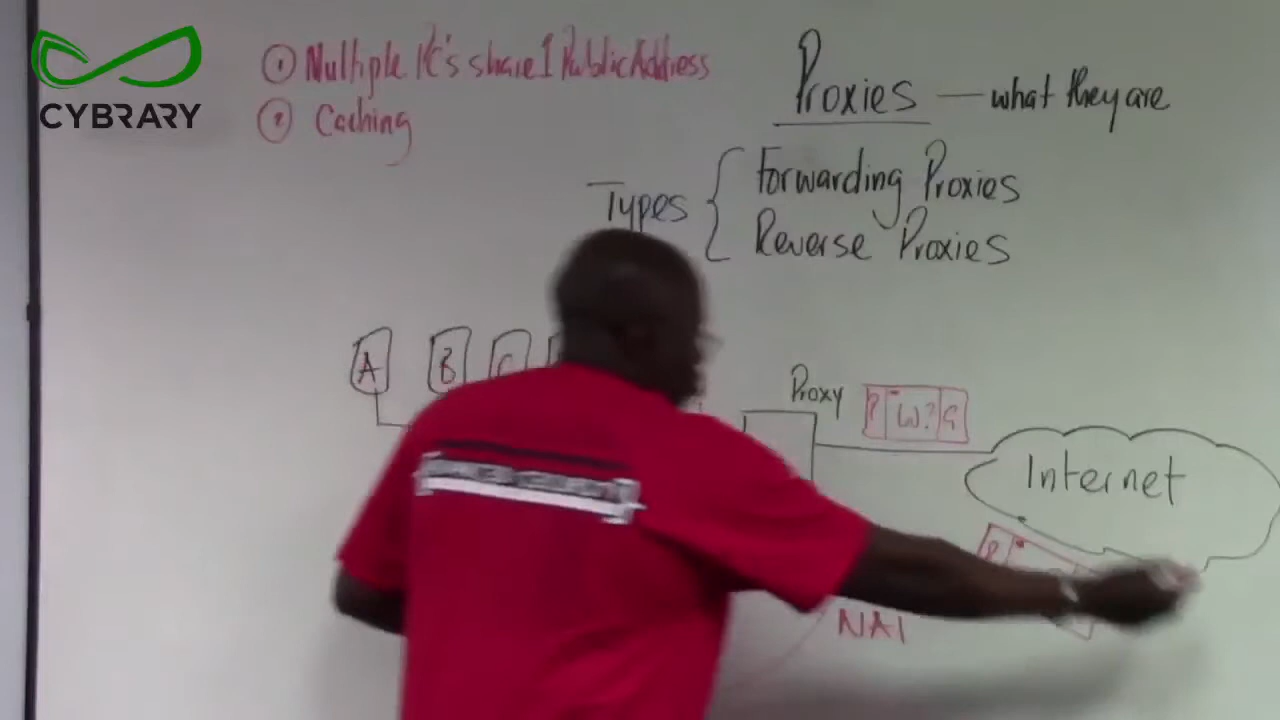 CYBRARY
① Multiple PC's share 1 Public Address
② Caching
Proxies — what they are
Types { Forwarding Proxies
Reverse Proxies
A B C
Proxy
P W? G
Internet
P